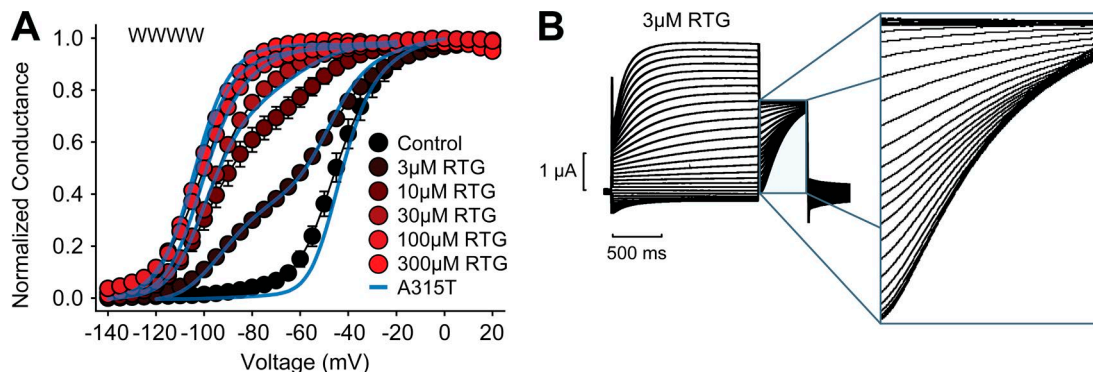 A
WWWW
Normalized Conductance
1.0
0.8
0.6
0.4
0.2
0.0
Control
3µM RTG
10µM RTG
30µM RTG
100µM RTG
300µM RTG
A315T
-140 -120 -100 -80 -60 -40 -20 0 20
Voltage (mV)
B
3µM RTG
1 µA
500 ms